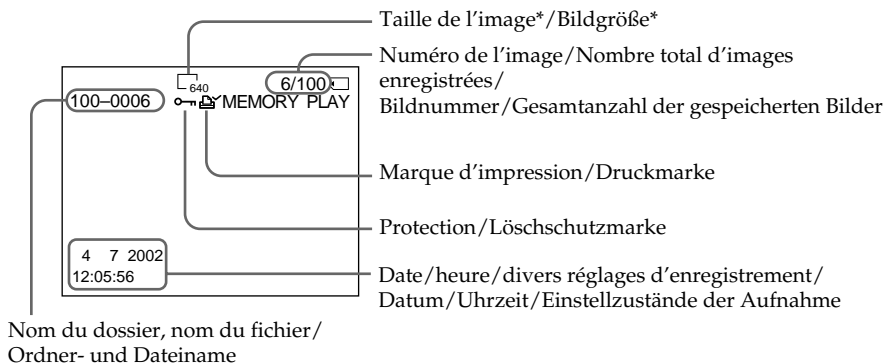 Taille de l’image*/Bildgröße*
Numéro de l’image/Nombre total d’images
enregistrées/
Bildnummer/Gesamtanzahl der gespeicherten Bilder
640
6/100
100–0006
MEMORY PLAY
Marque d’impression/Druckmarke
Protection/Löschschutzmarke
4 7 2002
12:05:56
Date/heure/divers réglages d’enregistrement/
Datum/Uhrzeit/Einstellzustände der Aufnahme
Nom du dossier, nom du fichier/
Ordner- und Dateiname